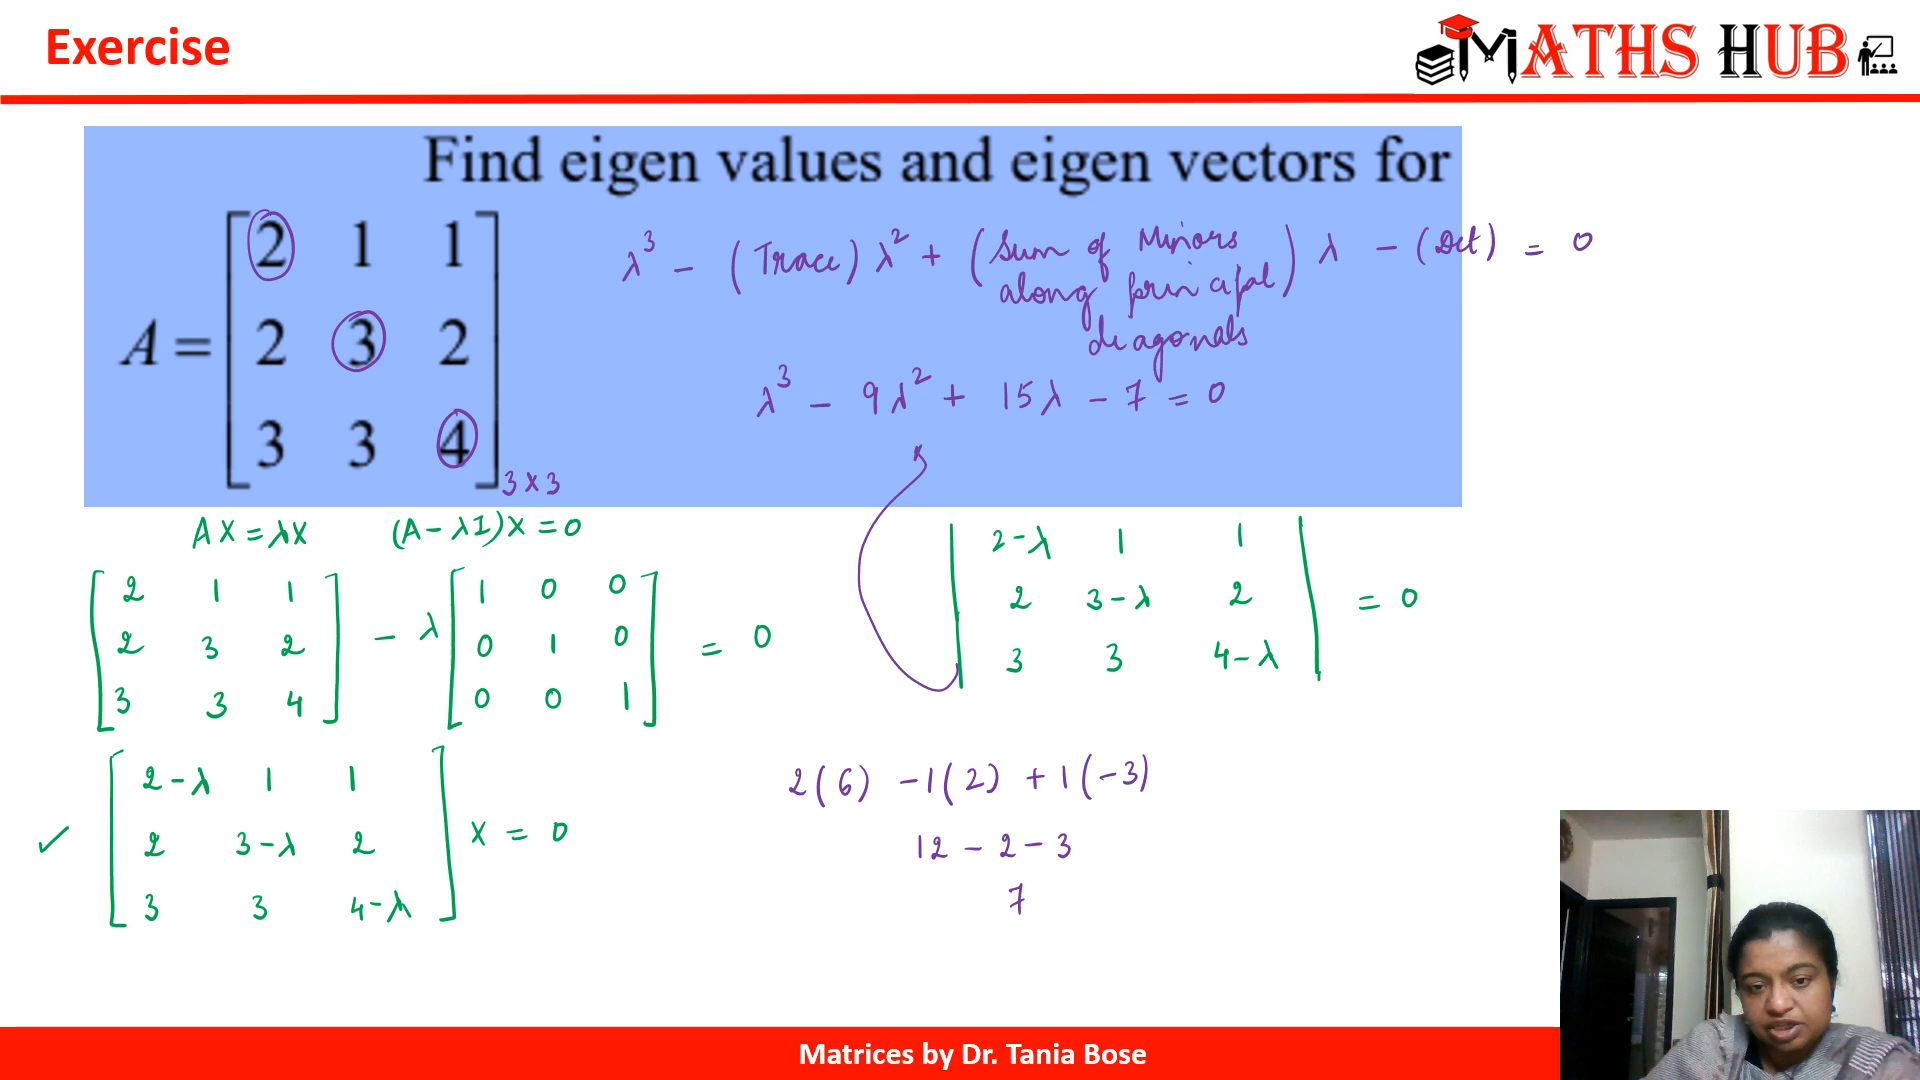 Exercise
MATHS HUB
Find eigen values and eigen vectors for
A = [2 1 1
2 3 2
3 3 4] 3×3
λ³ − (Trace) λ² + (Sum of Minors along principal diagonals) λ − (Det) = 0
λ³ − 9λ² + 15λ − 7 = 0
AX = λX (A − λI)X = 0
[2 1 1
2 3 2
3 3 4] − λ [1 0 0
0 1 0
0 0 1] = 0
|2−λ 1 1
2 3−λ 2
3 3 4−λ| = 0
✓ [2−λ 1 1
2 3−λ 2
3 3 4−λ] X = 0
2(6) −1(2) +1(−3)
12 − 2 − 3
7
Matrices by Dr. Tania Bose